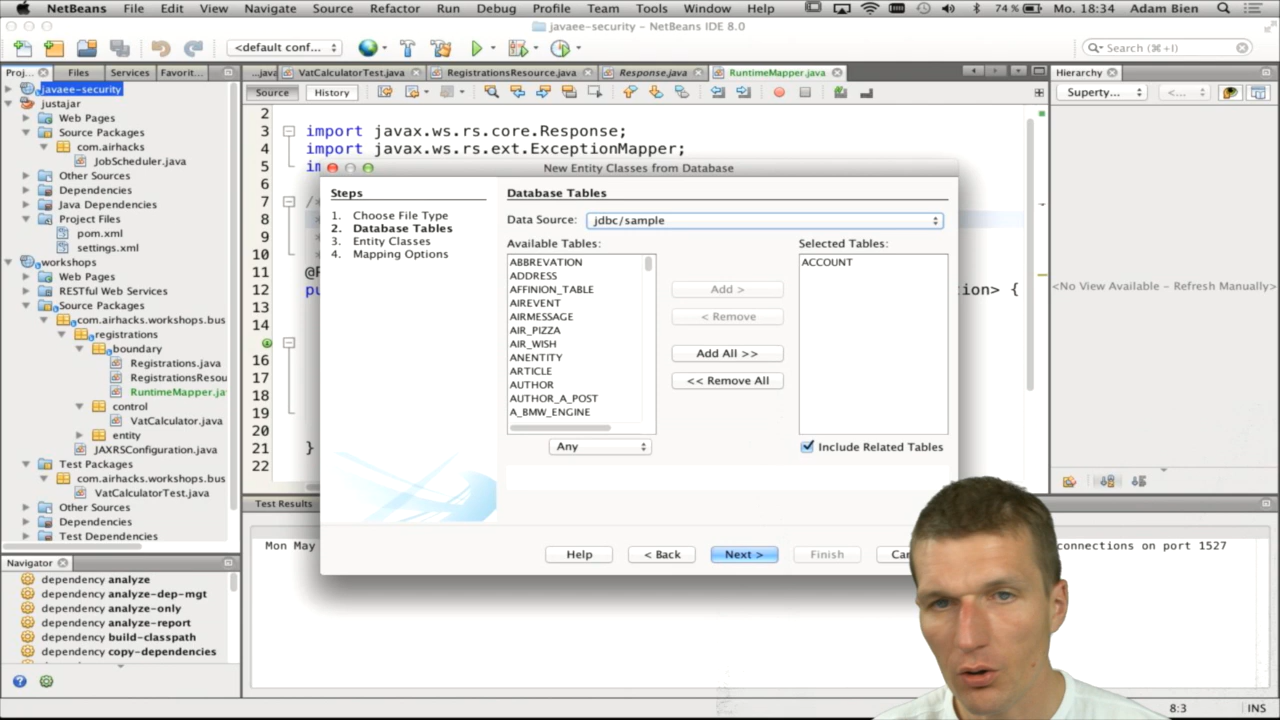 NetBeans File Edit View Navigate Source Refactor Run Debug Profile Team Tools Window Help 74 % Mo. 18:34 Adam Bien
javaee-security – NetBeans IDE 8.0
<default conf... Search (⌘+I)
Proj... Files Services Favorit...
...java VatCalculatorTest.java RegistrationsResource.java Response.java RuntimeMapper.java
Hierarchy
Source History
Superty... <...
javaee-security
justajar
Web Pages
Source Packages
com.airhacks
JobScheduler.java
Other Sources
Dependencies
Java Dependencies
Project Files
pom.xml
settings.xml
workshops
Web Pages
RESTful Web Services
Source Packages
com.airhacks.workshops.bus
registrations
boundary
Registrations.java
RegistrationsResou
RuntimeMapper.ja
control
VatCalculator.java
entity
JAXRSConfiguration.java
Test Packages
com.airhacks.workshops.bus
VatCalculatorTest.java
Other Sources
Dependencies
Test Dependencies
Navigator
dependency analyze
dependency analyze-dep-mgt
dependency analyze-only
dependency analyze-report
dependency build-classpath
dependency copy-dependencies
2
3 import javax.ws.rs.core.Response;
4 import javax.ws.rs.ext.ExceptionMapper;
5 im
6
7 /*
8
9
10
11 @P
12 pu ion> {
13
14
16
17
18
19
20
21 }
22
<No View Available - Refresh Manually>
New Entity Classes from Database
Steps
1. Choose File Type
2. Database Tables
3. Entity Classes
4. Mapping Options
Database Tables
Data Source: jdbc/sample
Available Tables:
ABBREVATION
ADDRESS
AFFINION_TABLE
AIREVENT
AIRMESSAGE
AIR_PIZZA
AIR_WISH
ANENTITY
ARTICLE
AUTHOR
AUTHOR_A_POST
A_BMW_ENGINE
Any
Add >
< Remove
Add All >>
<< Remove All
Selected Tables:
ACCOUNT
Include Related Tables
Help < Back Next > Finish Can
Test Results
Mon May connections on port 1527
8:3 INS